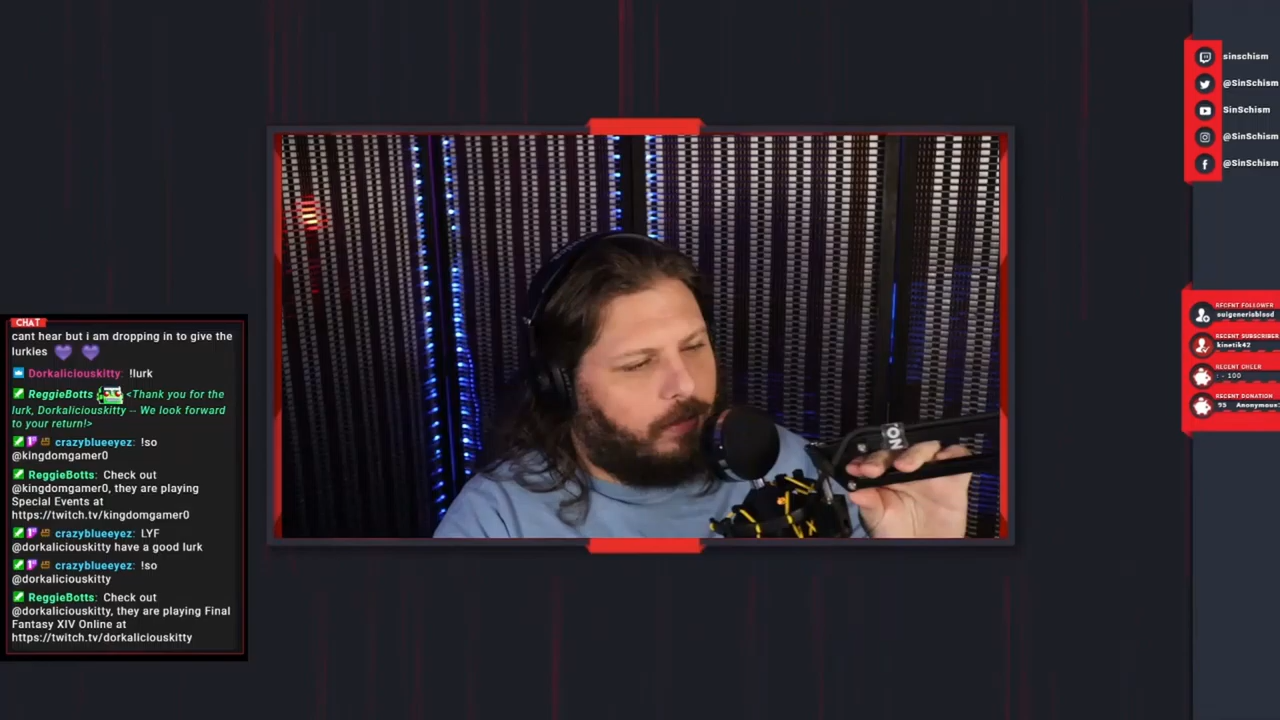 CHAT
cant hear but i am dropping in to give the
lurkies
Dorkaliciouskitty: !lurk
ReggieBotts <Thank you for the
lurk, Dorkaliciouskitty -- We look forward
to your return!>
crazyblueeyez: !so
@kingdomgamer0
ReggieBotts: Check out
@kingdomgamer0, they are playing
Special Events at
https://twitch.tv/kingdomgamer0
crazyblueeyez: LYF
@dorkaliciouskitty have a good lurk
crazyblueeyez: !so
@dorkaliciouskitty
ReggieBotts: Check out
@dorkaliciouskitty, they are playing Final
Fantasy XIV Online at
https://twitch.tv/dorkaliciouskitty
sinschism
@SinSchism
SinSchism
@SinSchism
@SinSchism
RECENT FOLLOWER
suigenerisblood
RECENT SUBSCRIBER
kinetik42
RECENT CHEER
: - 100
RECENT DONATION
Anonymous